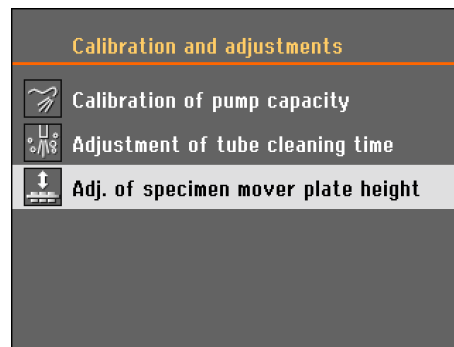 Calibration and adjustments
Calibration of pump capacity
Adjustment of tube cleaning time
Adj. of specimen mover plate height